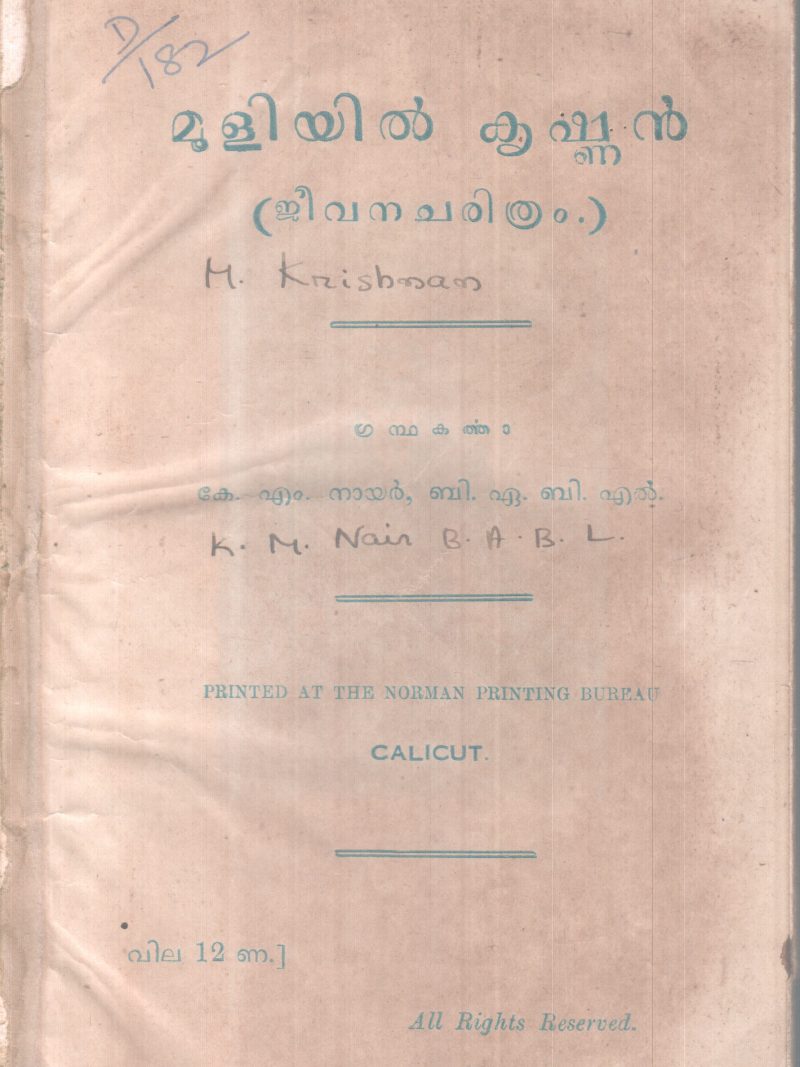 D/182
മൂളിയിൽ കൃഷ്ണൻ
(ജീവനചരിത്രം.)
M. Krishnan
ഗ്രന്ഥകൎത്താ
കേ. എം. നായർ, ബി. ഏ. ബി. എൽ.
K. M. Nair B. A. B. L.
PRINTED AT THE NORMAN PRINTING BUREAU
CALICUT.
വില 12 ണ.]
All Rights Reserved.